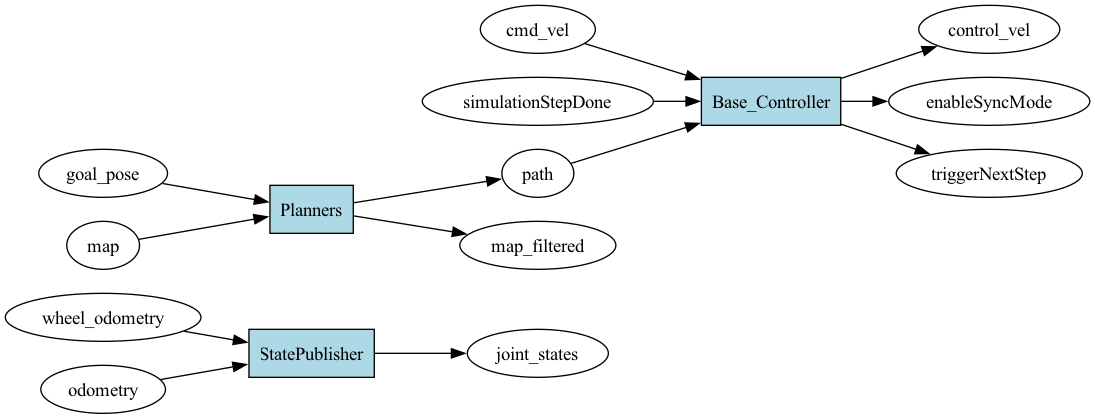 cmd_vel
control_vel
simulationStepDone
Base_Controller
enableSyncMode
goal_pose
path
triggerNextStep
Planners
map
map_filtered
wheel_odometry
StatePublisher
joint_states
odometry